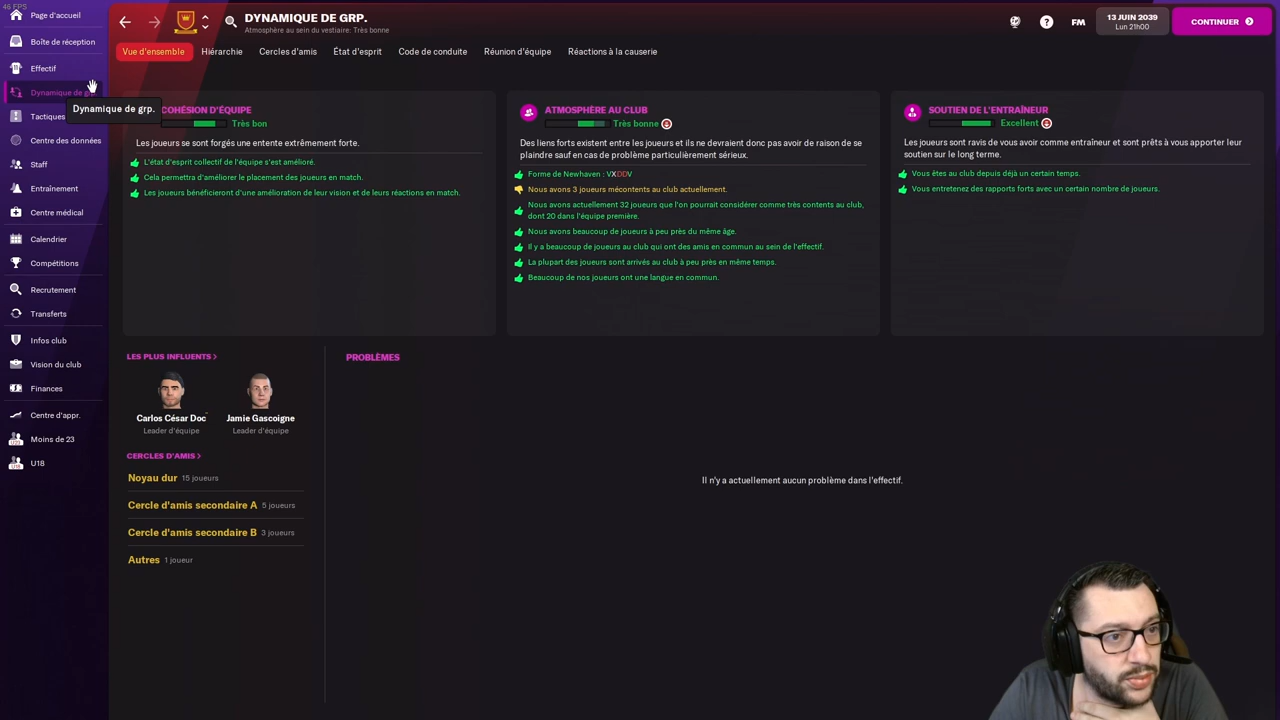 46 FPS
Page d'accueil
Boîte de réception
Effectif
Dynamique de grp.
Dynamique de grp.
Tactiques
Centre des données
Staff
Entraînement
Centre médical
Calendrier
Compétitions
Recrutement
Transferts
Infos club
Vision du club
Finances
Centre d'appr.
Moins de 23
U18
DYNAMIQUE DE GRP.
Atmosphère au sein du vestiaire: Très bonne
FM
13 JUIN 2039
Lun 21h00
CONTINUER
Vue d'ensemble Hiérarchie Cercles d'amis État d'esprit Code de conduite Réunion d'équipe Réactions à la causerie
COHÉSION D'ÉQUIPE
Très bon
Les joueurs se sont forgés une entente extrêmement forte.
L'état d'esprit collectif de l'équipe s'est amélioré.
Cela permettra d'améliorer le placement des joueurs en match.
Les joueurs bénéficieront d'une amélioration de leur vision et de leurs réactions en match.
ATMOSPHÈRE AU CLUB
Très bonne
Des liens forts existent entre les joueurs et ils ne devraient donc pas avoir de raison de se
plaindre sauf en cas de problème particulièrement sérieux.
Forme de Newhaven : VXDDV
Nous avons 3 joueurs mécontents au club actuellement.
Nous avons actuellement 32 joueurs que l'on pourrait considérer comme très contents au club,
dont 20 dans l'équipe première.
Nous avons beaucoup de joueurs à peu près du même âge.
Il y a beaucoup de joueurs au club qui ont des amis en commun au sein de l'effectif.
La plupart des joueurs sont arrivés au club à peu près en même temps.
Beaucoup de nos joueurs ont une langue en commun.
SOUTIEN DE L'ENTRAÎNEUR
Excellent
Les joueurs sont ravis de vous avoir comme entraîneur et sont prêts à vous apporter leur
soutien sur le long terme.
Vous êtes au club depuis déjà un certain temps.
Vous entretenez des rapports forts avec un certain nombre de joueurs.
LES PLUS INFLUENTS >
Carlos César Doc
Leader d'équipe
Jamie Gascoigne
Leader d'équipe
CERCLES D'AMIS >
Noyau dur 15 joueurs
Cercle d'amis secondaire A 5 joueurs
Cercle d'amis secondaire B 3 joueurs
Autres 1 joueur
PROBLÈMES
Il n'y a actuellement aucun problème dans l'effectif.